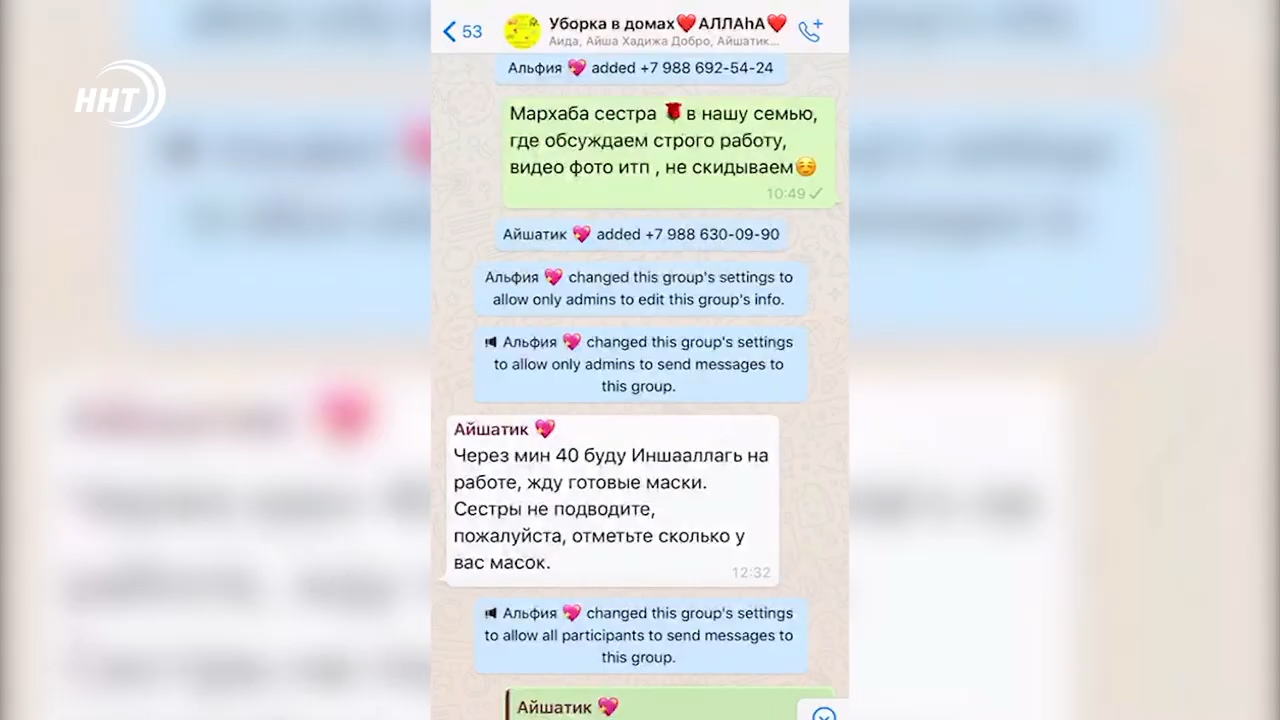 ННТ
53
Уборка в домах❤️АЛЛАhА❤️
Аида, Айша Хадижа Добро, Айшатик...
Альфия 💖 added +7 988 692-54-24
Мархаба сестра 🌹в нашу семью,
где обсуждаем строго работу,
видео фото итп , не скидываем☺️
10:49
Айшатик 💖 added +7 988 630-09-90
Альфия 💖 changed this group's settings to
allow only admins to edit this group's info.
Альфия 💖 changed this group's settings
to allow only admins to send messages to
this group.
Айшатик 💖
Через мин 40 буду Иншааллагь на
работе, жду готовые маски.
Сестры не подводите,
пожалуйста, отметьте сколько у
вас масок.
12:32
Альфия 💖 changed this group's settings
to allow all participants to send messages to
this group.
Айшатик 💖